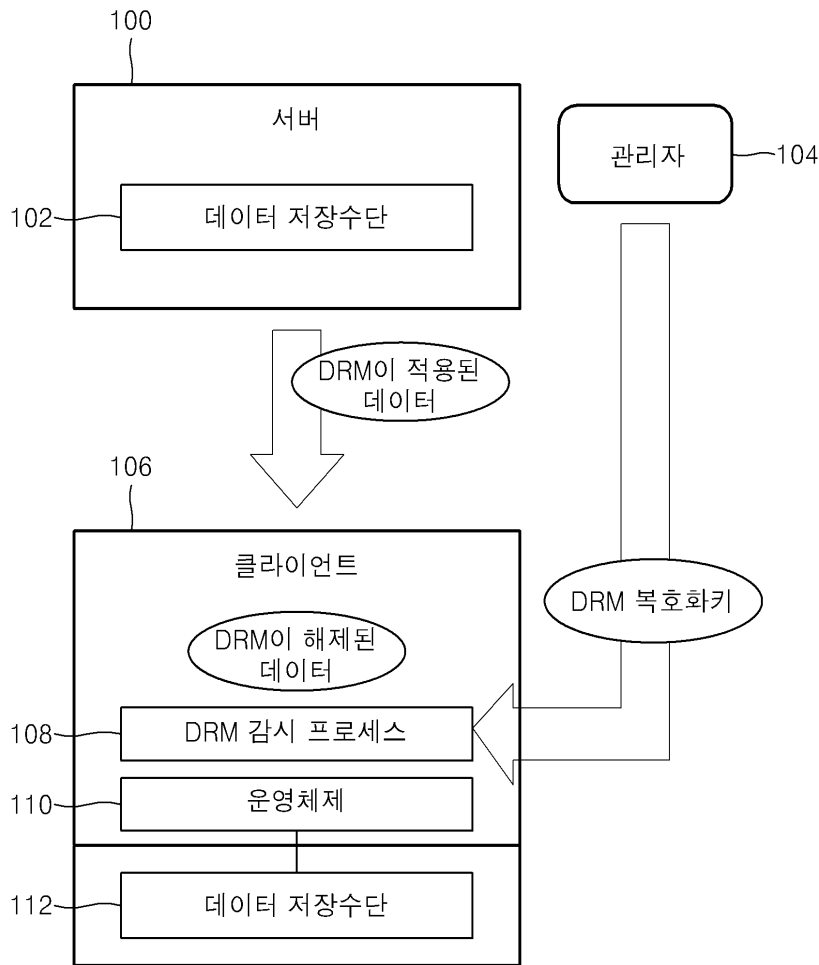 100
서버
관리자
104
102
데이터 저장수단
DRM이 적용된
데이터
106
클라이언트
DRM 복호화키
DRM이 해제된
데이터
108
DRM 감시 프로세스
110
운영체제
112
데이터 저장수단